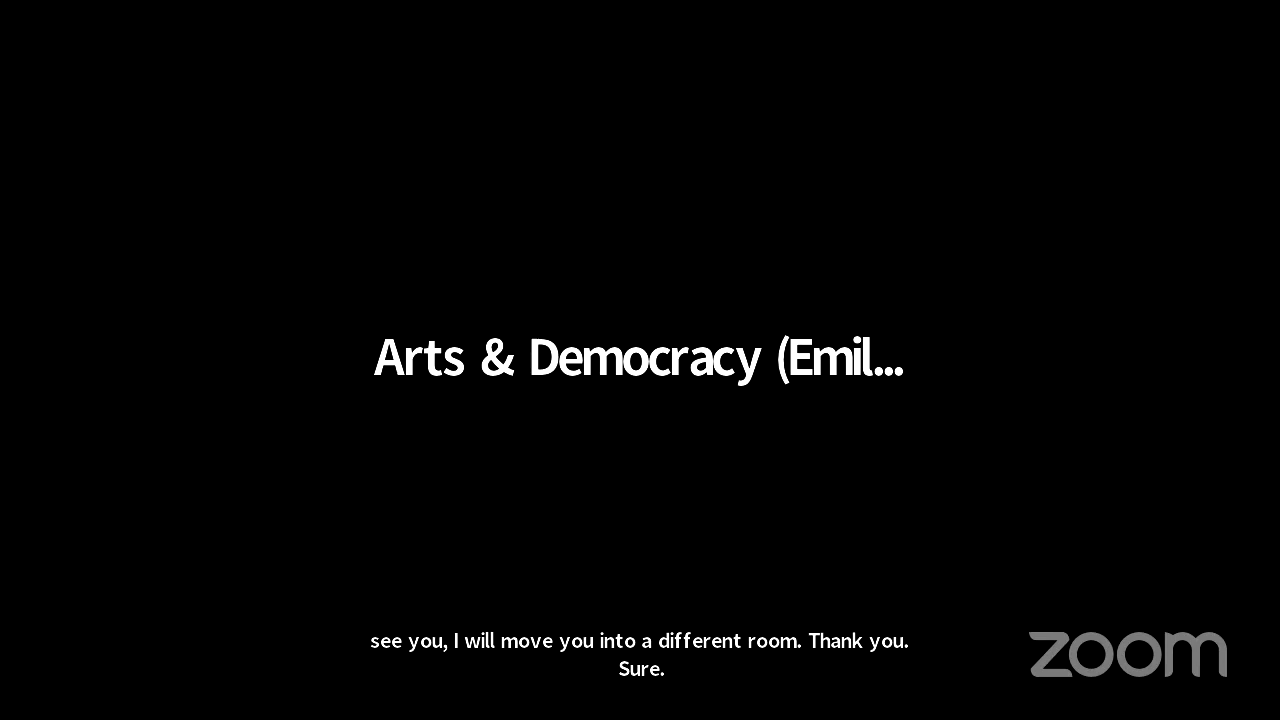 Arts & Democracy (Emil...
see you, I will move you into a different room. Thank you.
Sure.
zoom